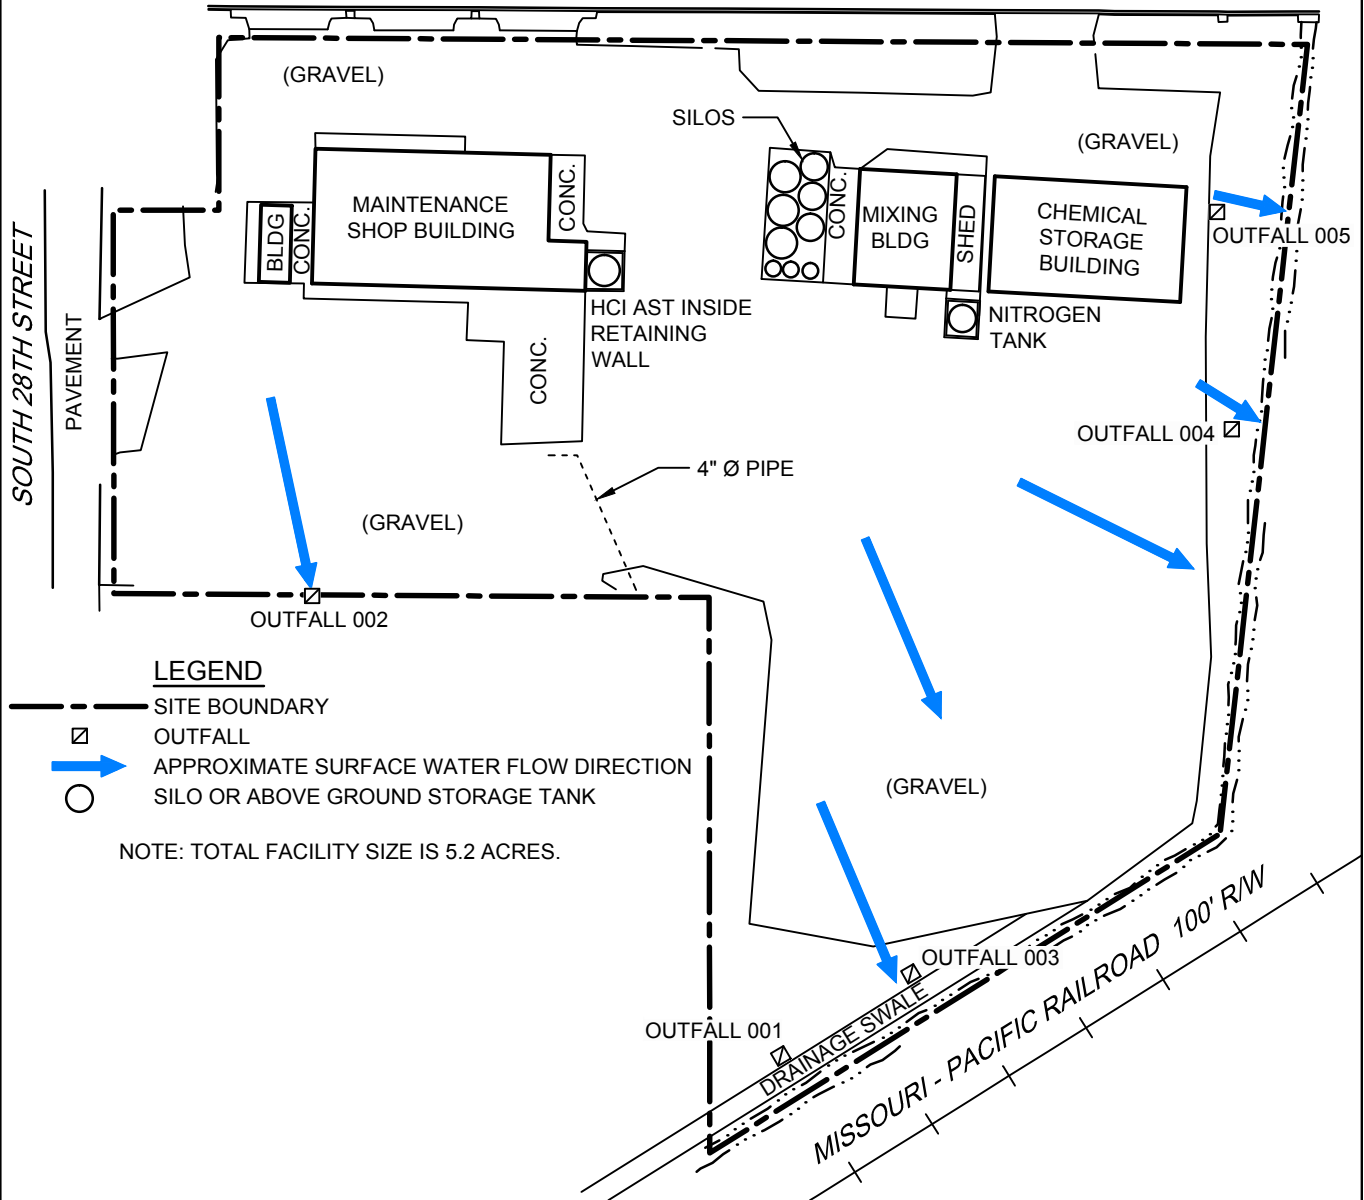 (GRAVEL)
SILOS
(GRAVEL)
MAINTENANCE
SHOP BUILDING
CONC.
BLDG
CONC.
CONC.
MIXING
BLDG
SHED
CHEMICAL
STORAGE
BUILDING
OUTFALL 005
HCl AST INSIDE
RETAINING
WALL
NITROGEN
TANK
SOUTH 28TH STREET
PAVEMENT
CONC.
OUTFALL 004
4" Ø PIPE
(GRAVEL)
OUTFALL 002
LEGEND
SITE BOUNDARY
OUTFALL
APPROXIMATE SURFACE WATER FLOW DIRECTION
SILO OR ABOVE GROUND STORAGE TANK
NOTE: TOTAL FACILITY SIZE IS 5.2 ACRES.
(GRAVEL)
OUTFALL 003
OUTFALL 001
DRAINAGE SWALE
MISSOURI - PACIFIC RAILROAD 100' R/W